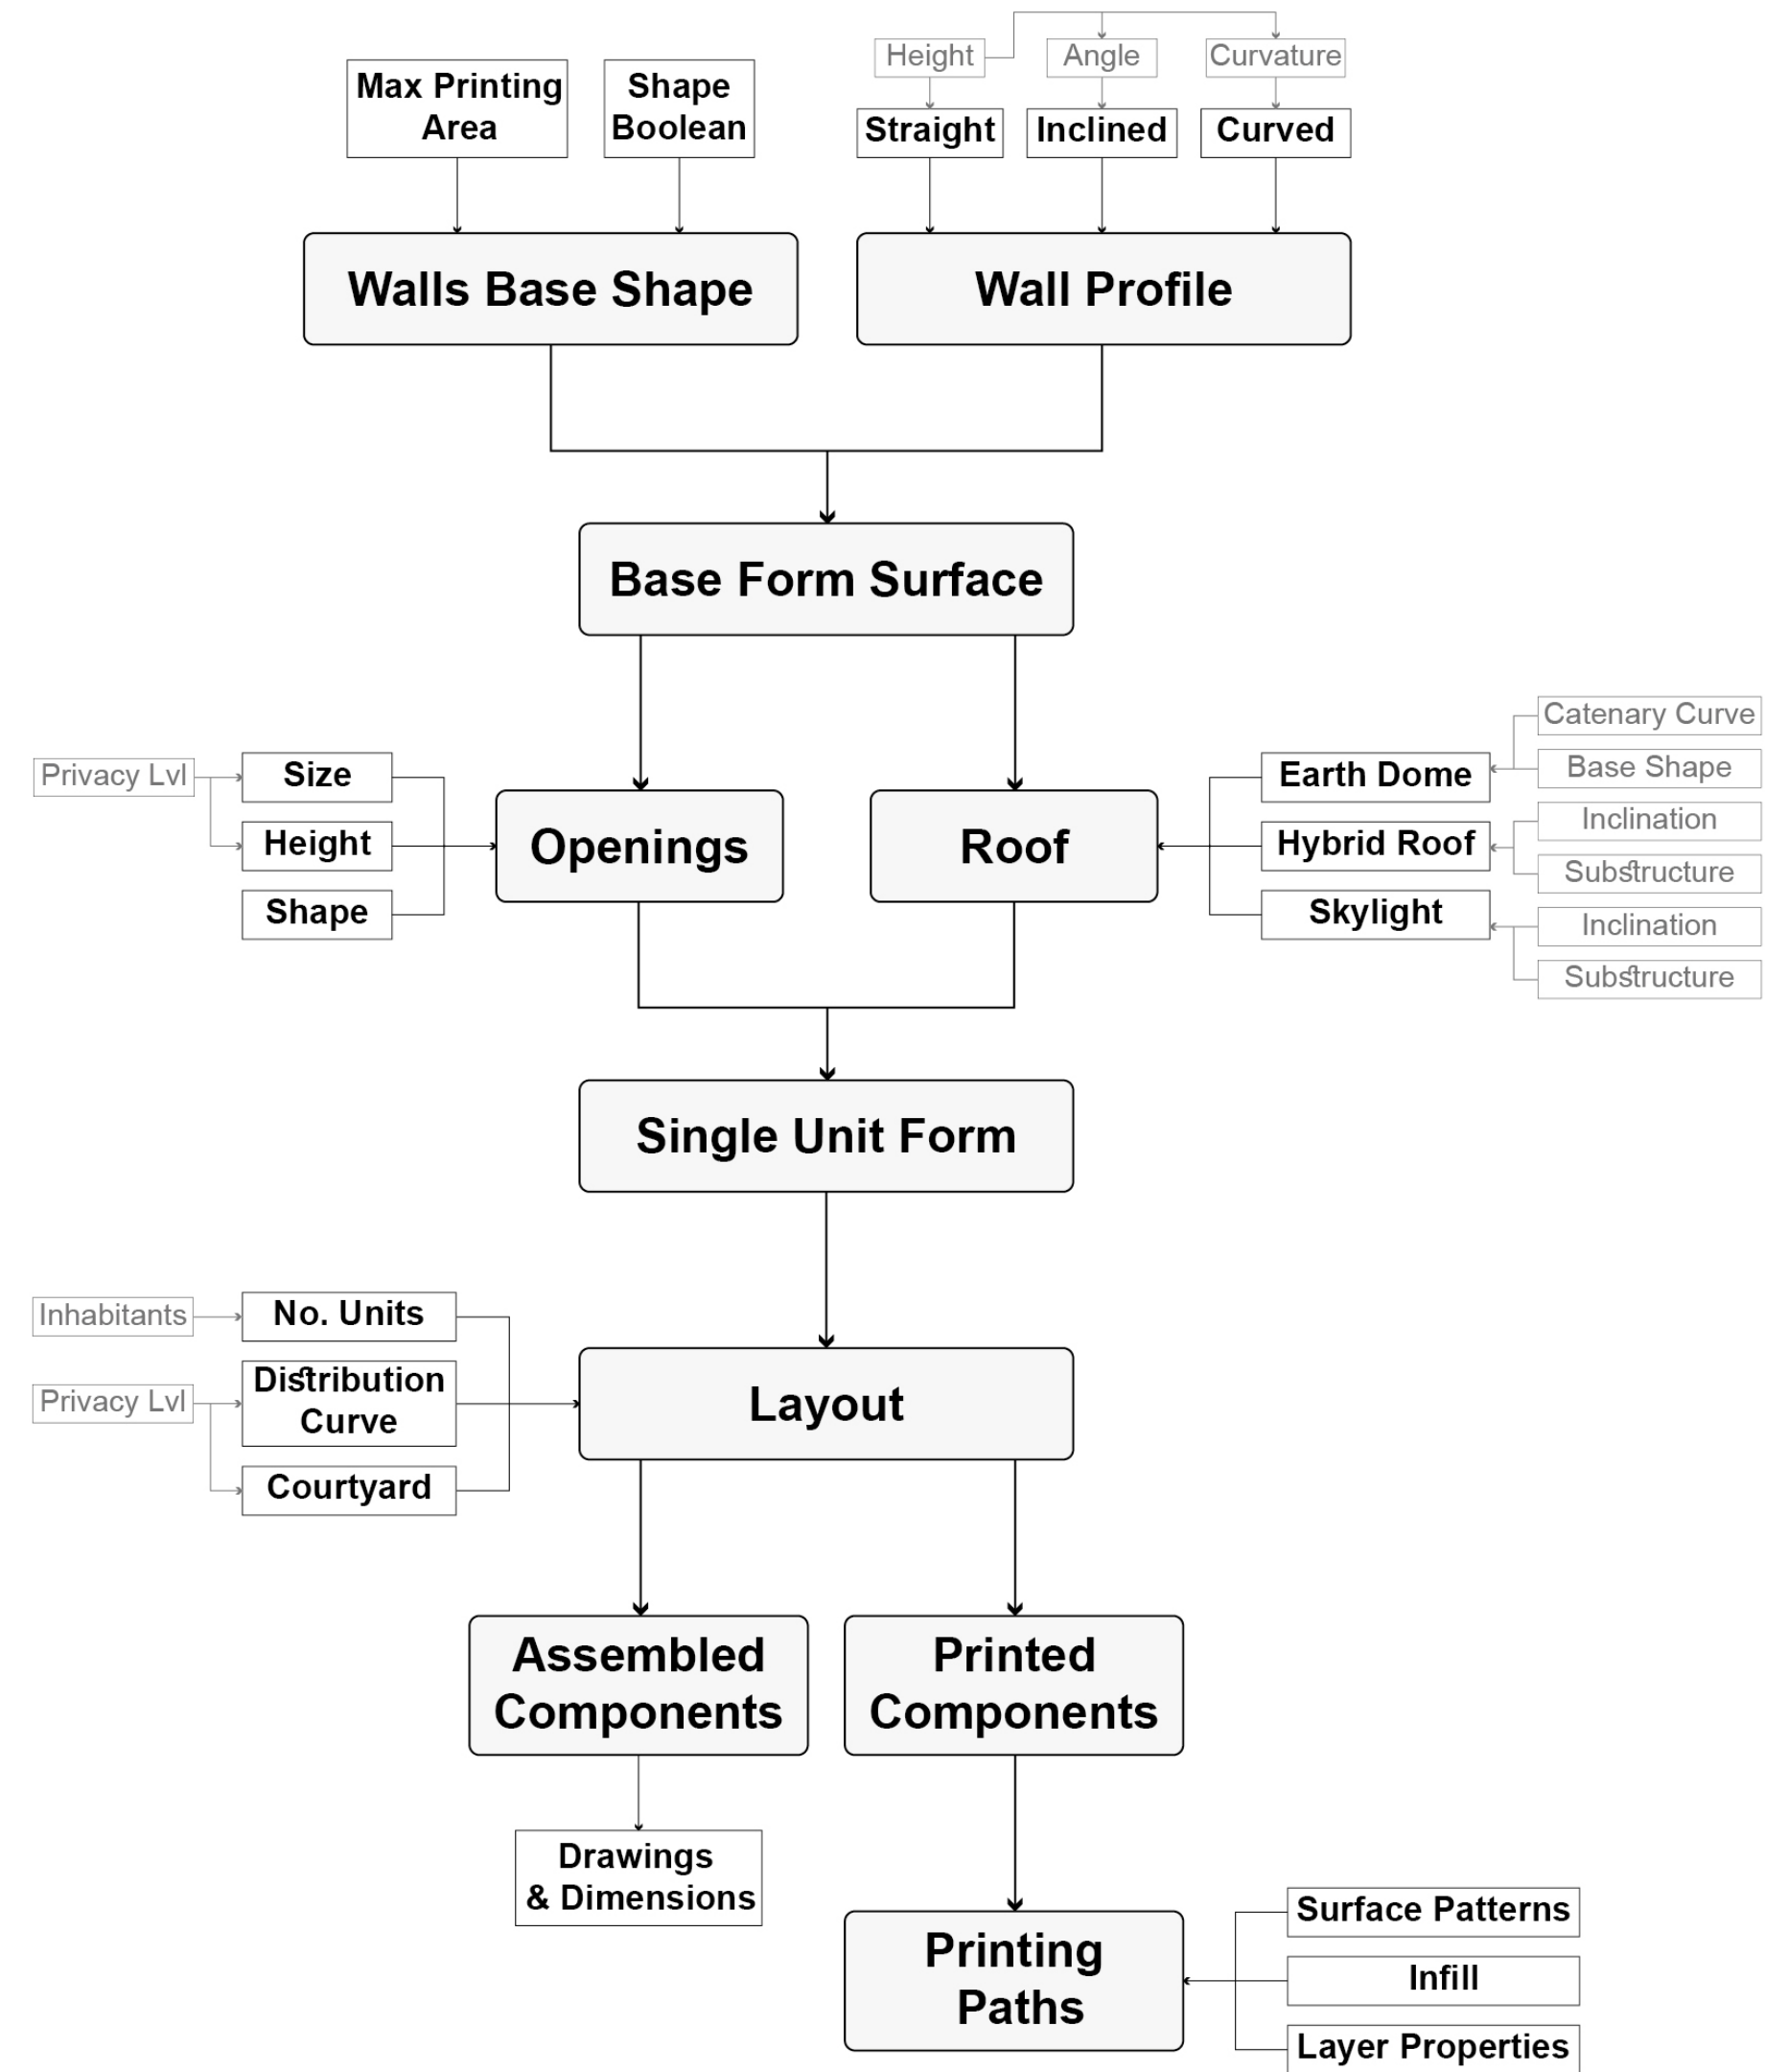 Height
Angle
Curvature
Max Printing
Area
Shape
Boolean
Straight
Inclined
Curved
Walls Base Shape
Wall Profile
Base Form Surface
Privacy Lvl
Size
Height
Shape
Openings
Roof
Earth Dome
Hybrid Roof
Skylight
Catenary Curve
Base Shape
Inclination
Substructure
Inclination
Substructure
Single Unit Form
Inhabitants
No. Units
Privacy Lvl
Distribution
Curve
Courtyard
Layout
Assembled
Components
Printed
Components
Drawings
& Dimensions
Printing
Paths
Surface Patterns
Infill
Layer Properties